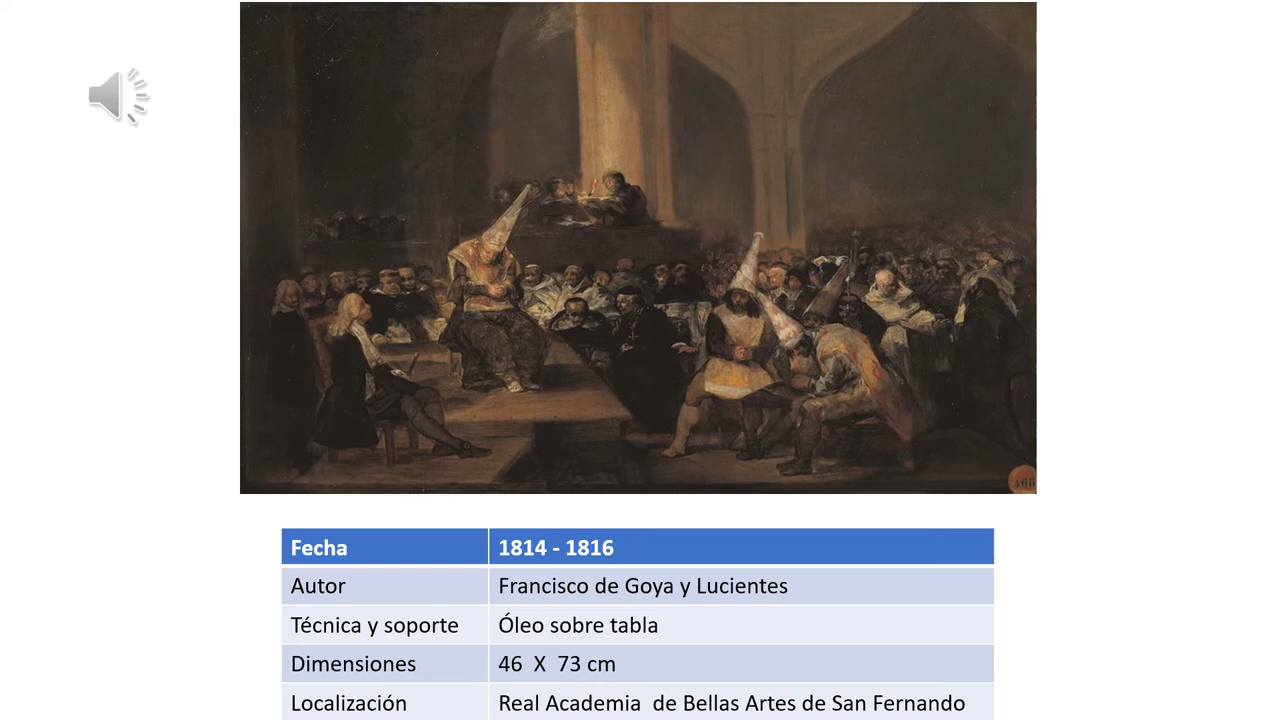 468
Fecha 1814 - 1816
Autor Francisco de Goya y Lucientes
Técnica y soporte Óleo sobre tabla
Dimensiones 46 X 73 cm
Localización Real Academia de Bellas Artes de San Fernando